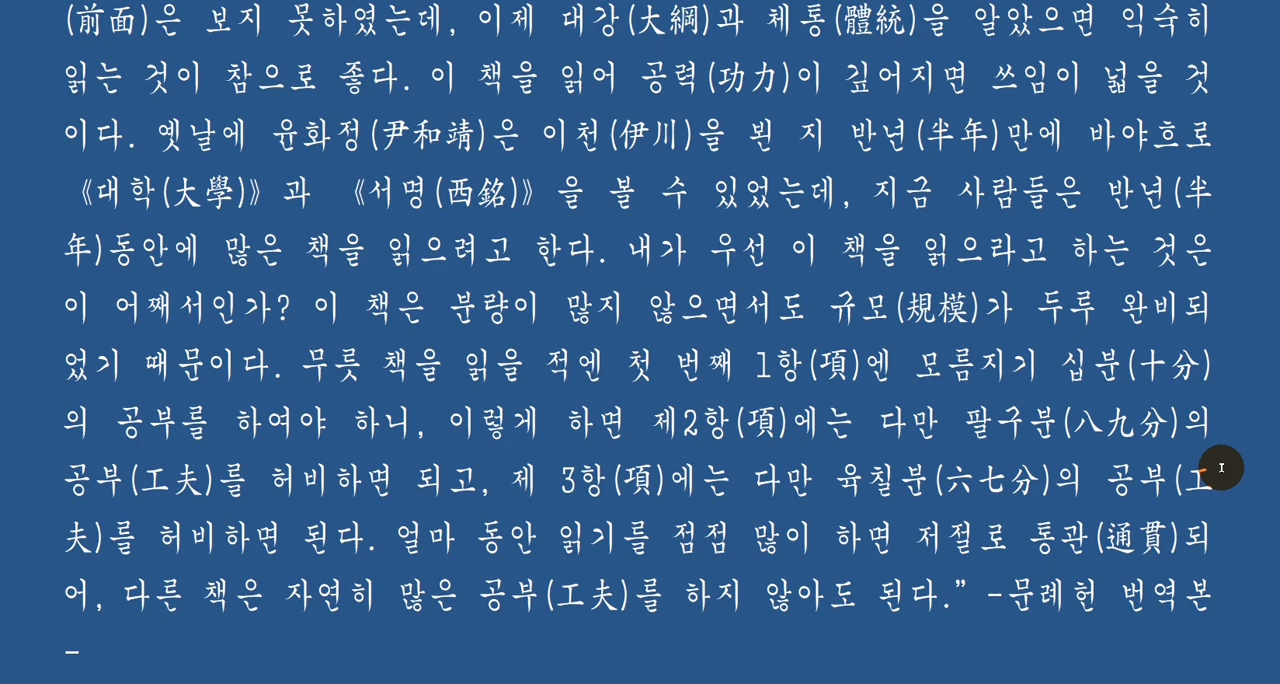 (前面)은 보지 못하였는데, 이제 대강(大綱)과 체통(體統)을 알았으면 익숙히
읽는 것이 참으로 좋다. 이 책을 읽어 공력(功力)이 깊어지면 쓰임이 넓을 것
이다. 옛날에 윤화정(尹和靖)은 이천(伊川)을 뵌 지 반년(半年)만에 바야흐로
《대학(大學)》과 《서명(西銘)》을 볼 수 있었는데, 지금 사람들은 반년(半
年)동안에 많은 책을 읽으려고 한다. 내가 우선 이 책을 읽으라고 하는 것은
이 어째서인가? 이 책은 분량이 많지 않으면서도 규모(規模)가 두루 완비되
었기 때문이다. 무릇 책을 읽을 적엔 첫 번째 1항(項)엔 모름지기 십분(十分)
의 공부를 하여야 하니, 이렇게 하면 제2항(項)에는 다만 팔구분(八九分)의
공부(工夫)를 허비하면 되고, 제 3항(項)에는 다만 육칠분(六七分)의 공부(工
夫)를 허비하면 된다. 얼마 동안 읽기를 점점 많이 하면 저절로 통관(通貫)되
어, 다른 책은 자연히 많은 공부(工夫)를 하지 않아도 된다.” -문례헌 번역본
-